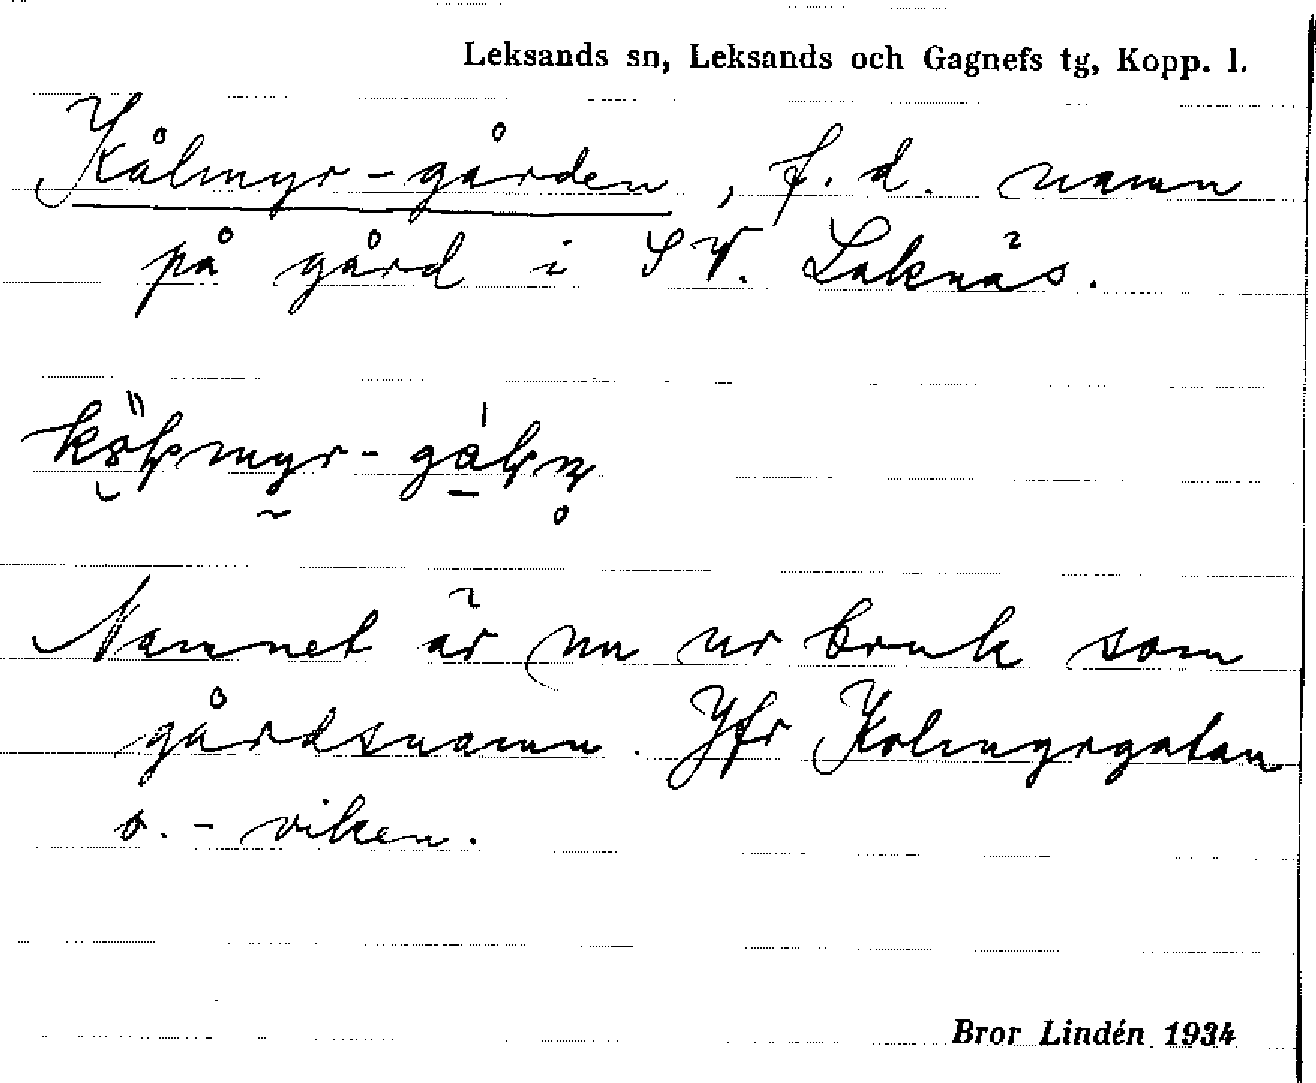 Leksands sn, Leksands och Gagnefs tg, Kopp. l.
Kålmyr-gården, f.d. namn
på gård i SV. Laknäs.
Namnet är nu ur bruk som
gårdsnamn. Jfr Kolmyrgatan
o. - viken.
Bror Lindén 1934